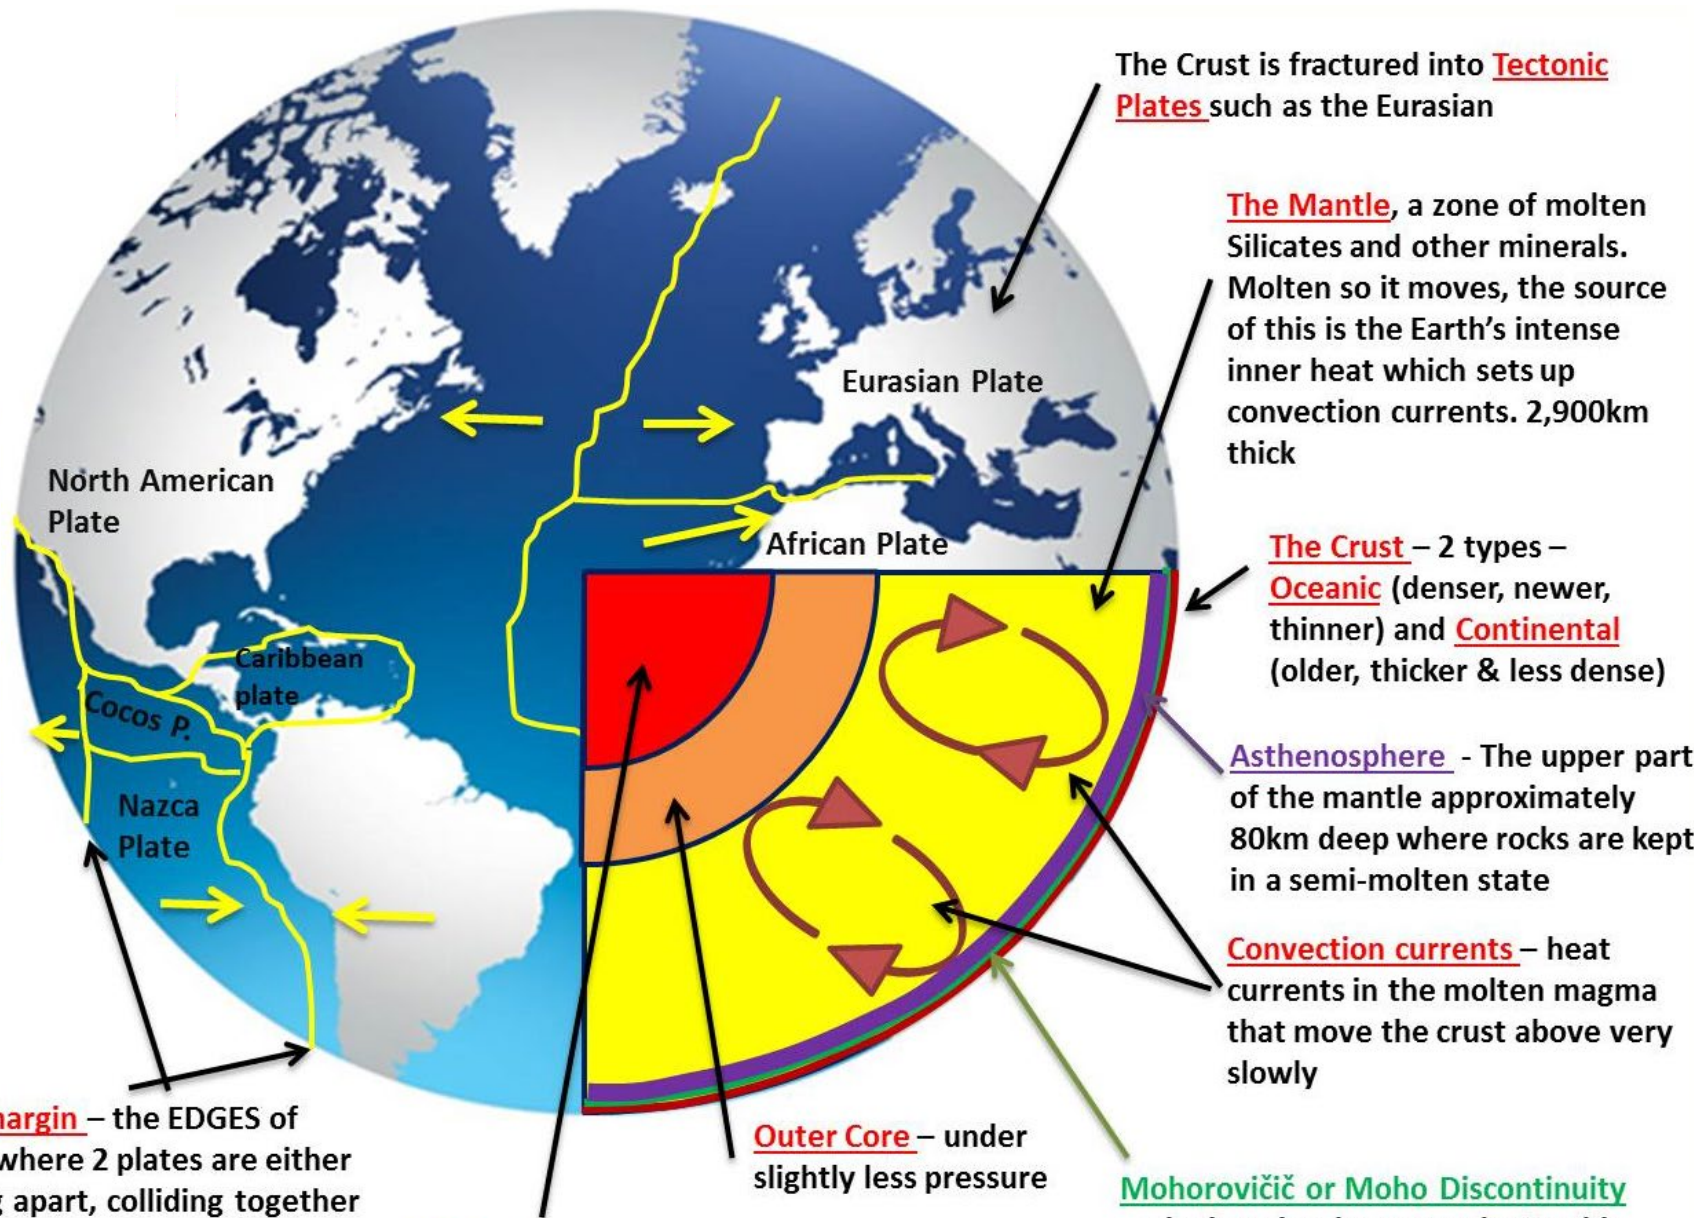 The Crust is fractured into Tectonic
Plates such as the Eurasian
The Mantle, a zone of molten
Silicates and other minerals.
Molten so it moves, the source
of this is the Earth's intense
inner heat which sets up
convection currents. 2,900km
thick
Eurasian Plate
North American
Plate
African Plate
The Crust – 2 types –
Oceanic (denser, newer,
thinner) and Continental
(older, thicker & less dense)
Caribbean
plate
Cocos P.
Nazca
Plate
Asthenosphere - The upper part
of the mantle approximately
80km deep where rocks are kept
in a semi-molten state
Convection currents – heat
currents in the molten magma
that move the crust above very
slowly
margin – the EDGES of
where 2 plates are either
apart, colliding together
Outer Core – under
slightly less pressure
Mohorovičić or Moho Discontinuity